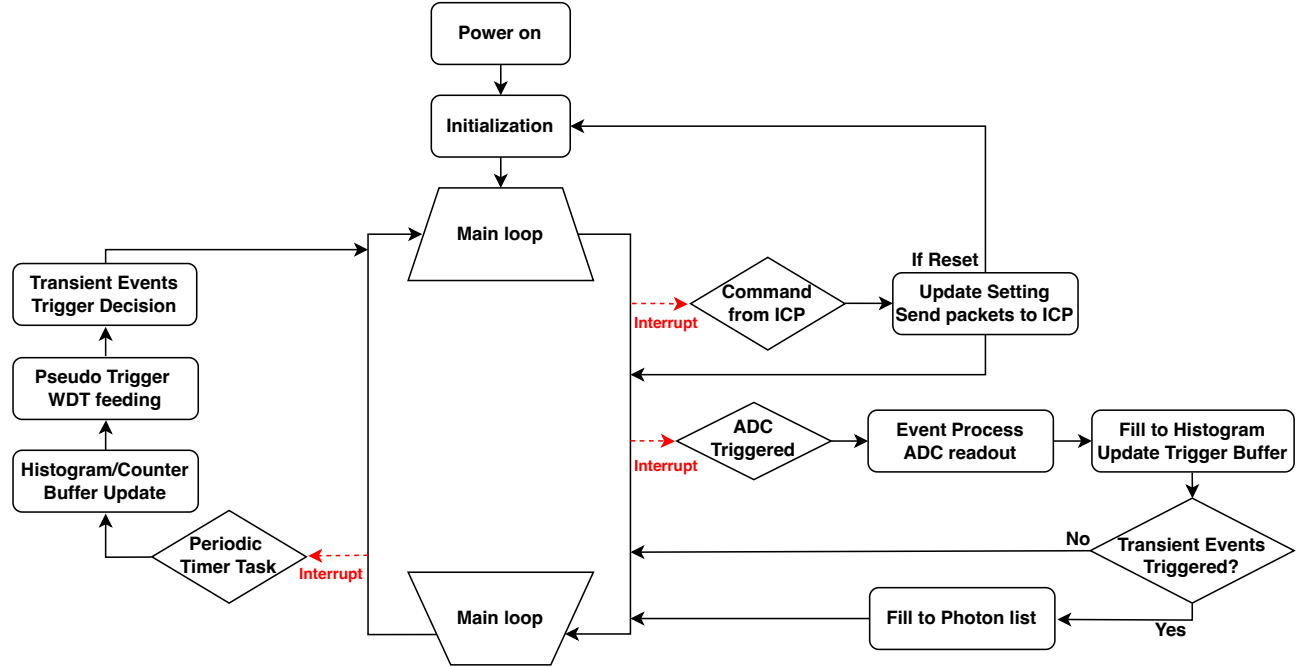 Power on
Initialization
Main loop
If Reset
Command
from ICP
Interrupt
Update Setting
Send packets to ICP
Transient Events
Trigger Decision
Pseudo Trigger
WDT feeding
Histogram/Counter
Buffer Update
Periodic
Timer Task
Interrupt
ADC
Triggered
Interrupt
Event Process
ADC readout
Fill to Histogram
Update Trigger Buffer
Transient Events
Triggered?
No
Yes
Fill to Photon list
Main loop